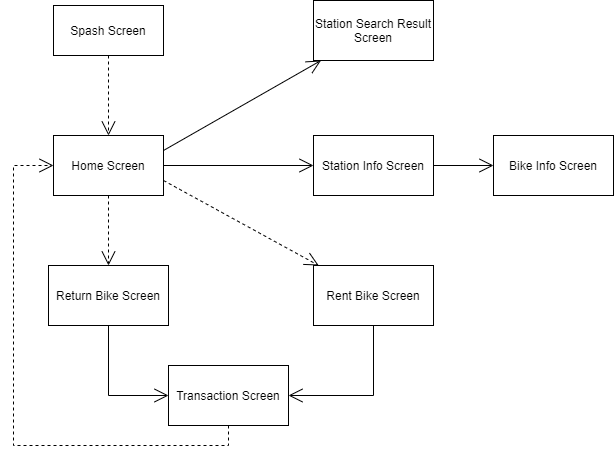 Spash Screen
Station Search Result
Screen
Home Screen
Station Info Screen
Bike Info Screen
Return Bike Screen
Rent Bike Screen
Transaction Screen